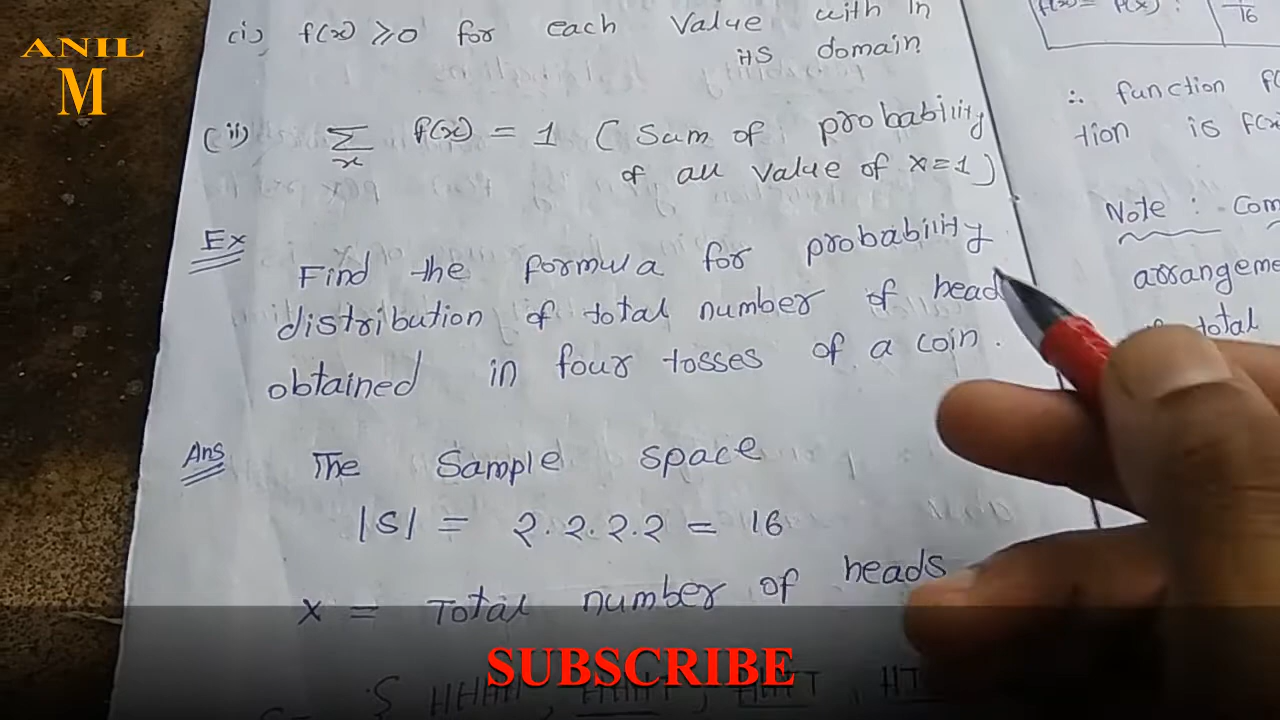 ANIL
M
(i) f(x) ≥ 0 for each value with in
its domain
(ii) ∑ f(x) = 1 ( Sum of probability
x
of all value of x=1)
Ex
Find the formula for probability
distribution of total number of head
obtained in four tosses of a coin.
Ans
The Sample space
|S| = 2.2.2.2 = 16
X = Total number of heads
SUBSCRIBE
{ HHHH,
16
∴ function
tion is
Note : Com
arrangeme
total